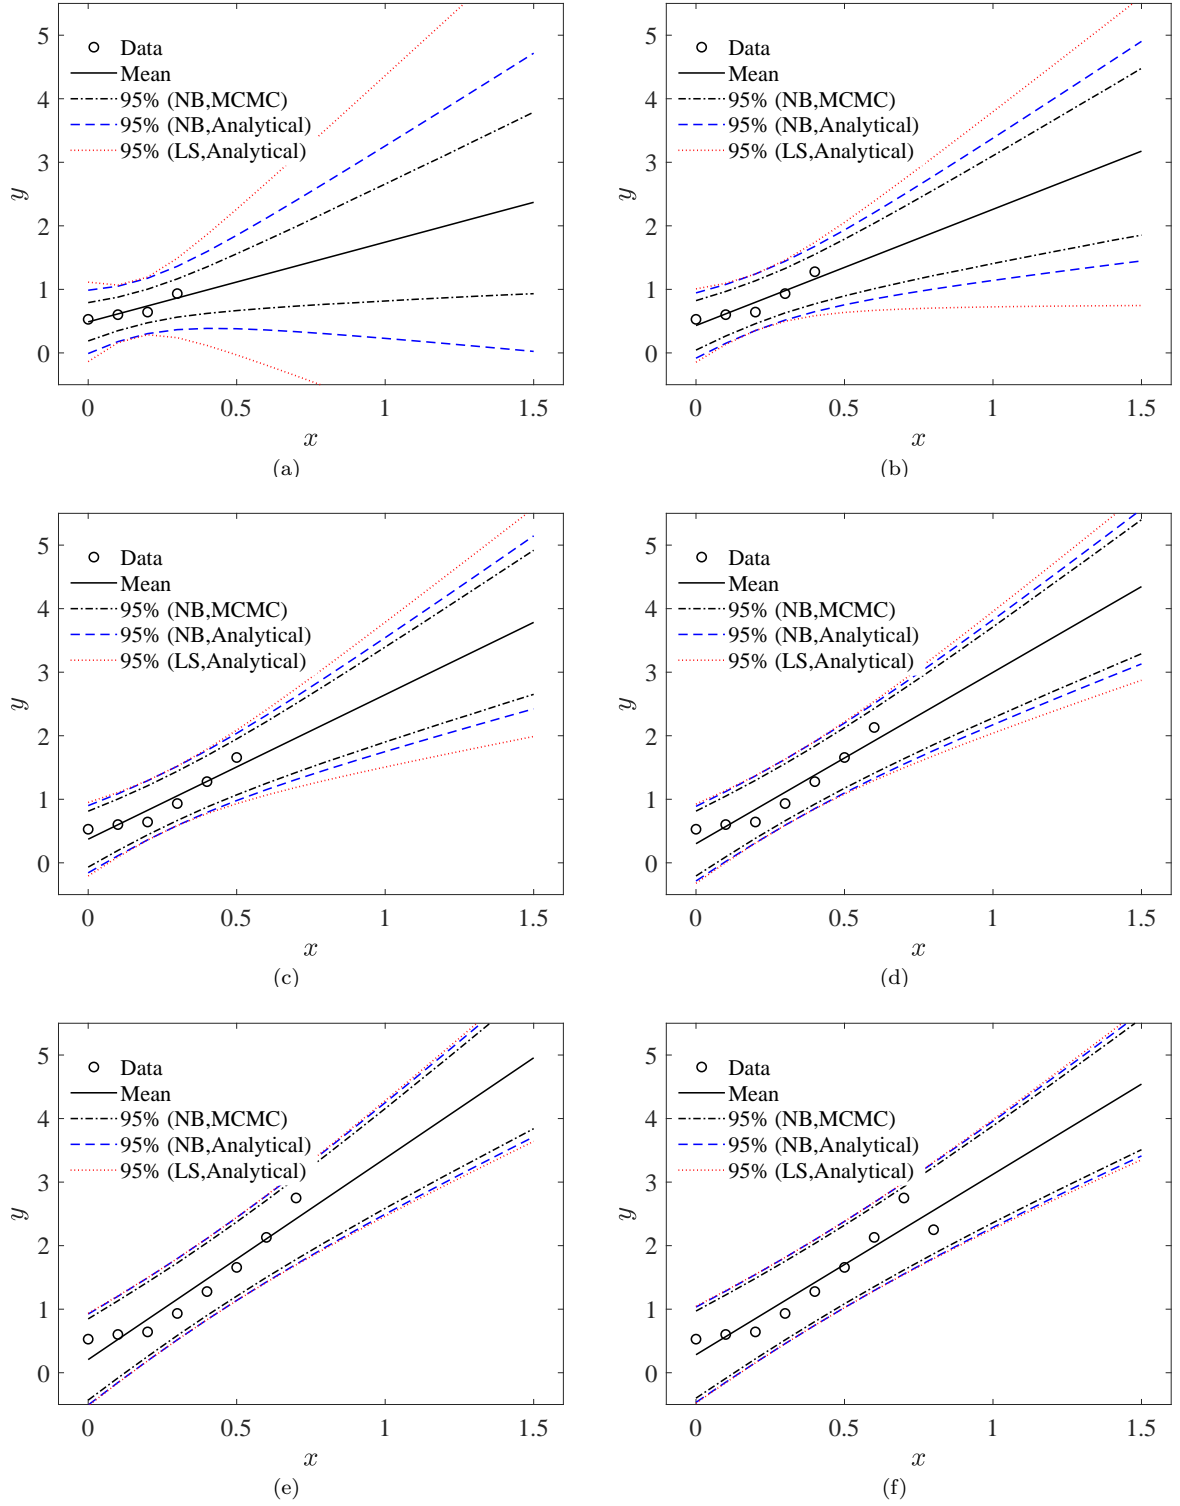 5
4
3
2
1
0
y
Data
Mean
95% (NB,MCMC)
95% (NB,Analytical)
95% (LS,Analytical)
0 0.5 1 1.5
x
(a)
5
4
3
2
1
0
y
Data
Mean
95% (NB,MCMC)
95% (NB,Analytical)
95% (LS,Analytical)
0 0.5 1 1.5
x
(b)
5
4
3
2
1
0
y
Data
Mean
95% (NB,MCMC)
95% (NB,Analytical)
95% (LS,Analytical)
0 0.5 1 1.5
x
(c)
5
4
3
2
1
0
y
Data
Mean
95% (NB,MCMC)
95% (NB,Analytical)
95% (LS,Analytical)
0 0.5 1 1.5
x
(d)
5
4
3
2
1
0
y
Data
Mean
95% (NB,MCMC)
95% (NB,Analytical)
95% (LS,Analytical)
0 0.5 1 1.5
x
(e)
5
4
3
2
1
0
y
Data
Mean
95% (NB,MCMC)
95% (NB,Analytical)
95% (LS,Analytical)
0 0.5 1 1.5
x
(f)